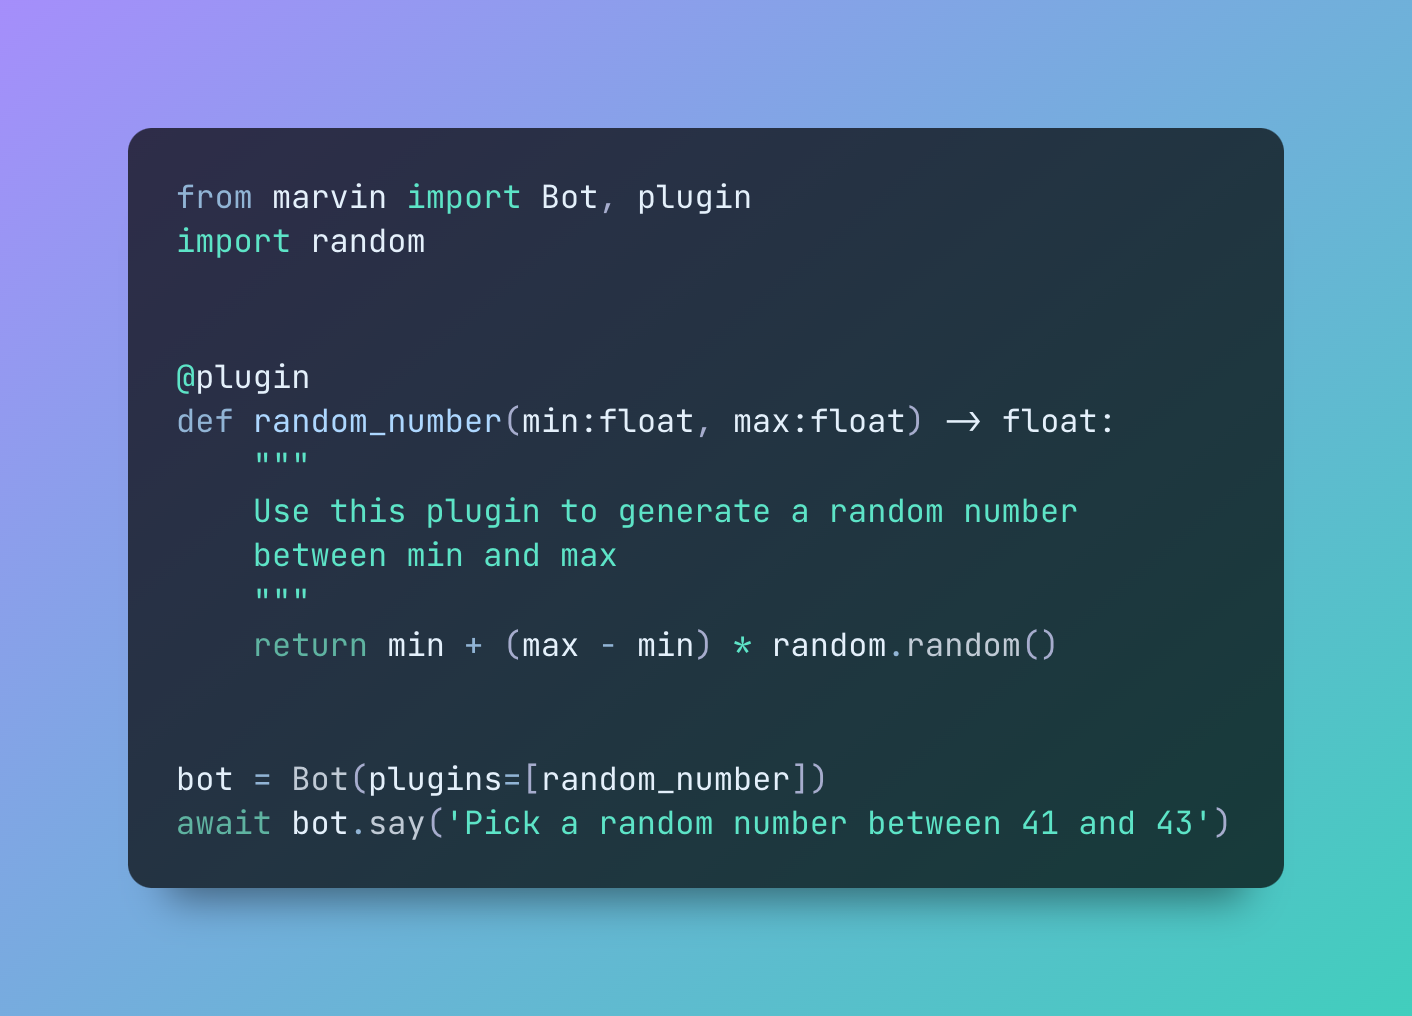 from marvin import Bot, plugin
import random
@plugin
def random_number(min:float, max:float) -> float:
"""
Use this plugin to generate a random number
between min and max
"""
return min + (max - min) * random.random()
bot = Bot(plugins=[random_number])
await bot.say('Pick a random number between 41 and 43')